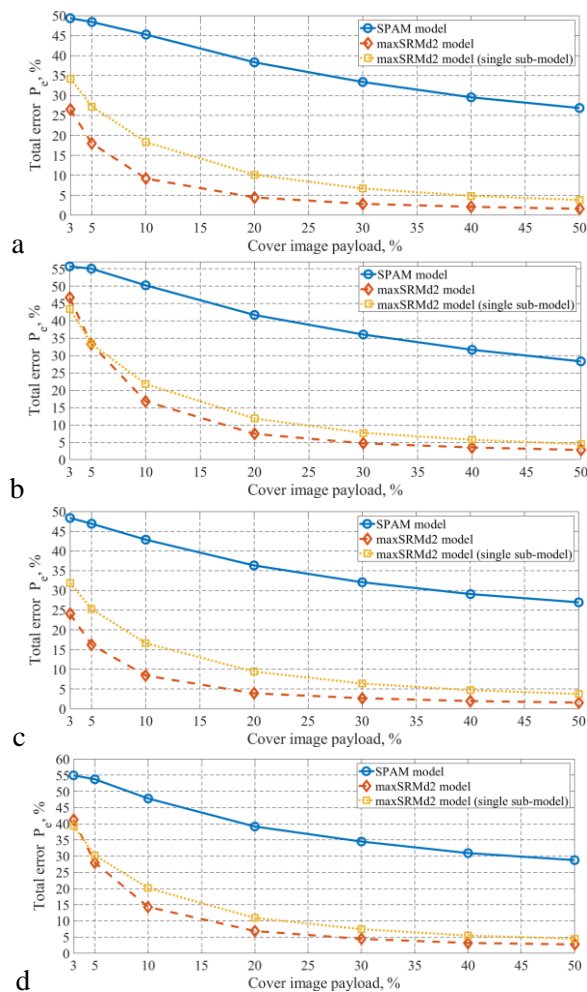 50
45
40
35
30
25
20
15
10
5
0
Total error P_e, %
SPAM model
maxSRMd2 model
maxSRMd2 model (single sub-model)
3 5 10 15 20 25 30 35 40 45 50
Cover image payload, %
a
55
50
45
40
35
30
25
20
15
10
5
0
Total error P_e, %
SPAM model
maxSRMd2 model
maxSRMd2 model (single sub-model)
3 5 10 15 20 25 30 35 40 45 50
Cover image payload, %
b
50
45
40
35
30
25
20
15
10
5
0
Total error P_e, %
SPAM model
maxSRMd2 model
maxSRMd2 model (single sub-model)
3 5 10 15 20 25 30 35 40 45 50
Cover image payload, %
c
60
55
50
45
40
35
30
25
20
15
10
5
0
Total error P_e, %
SPAM model
maxSRMd2 model
maxSRMd2 model (single sub-model)
3 5 10 15 20 25 30 35 40 45 50
Cover image payload, %
d